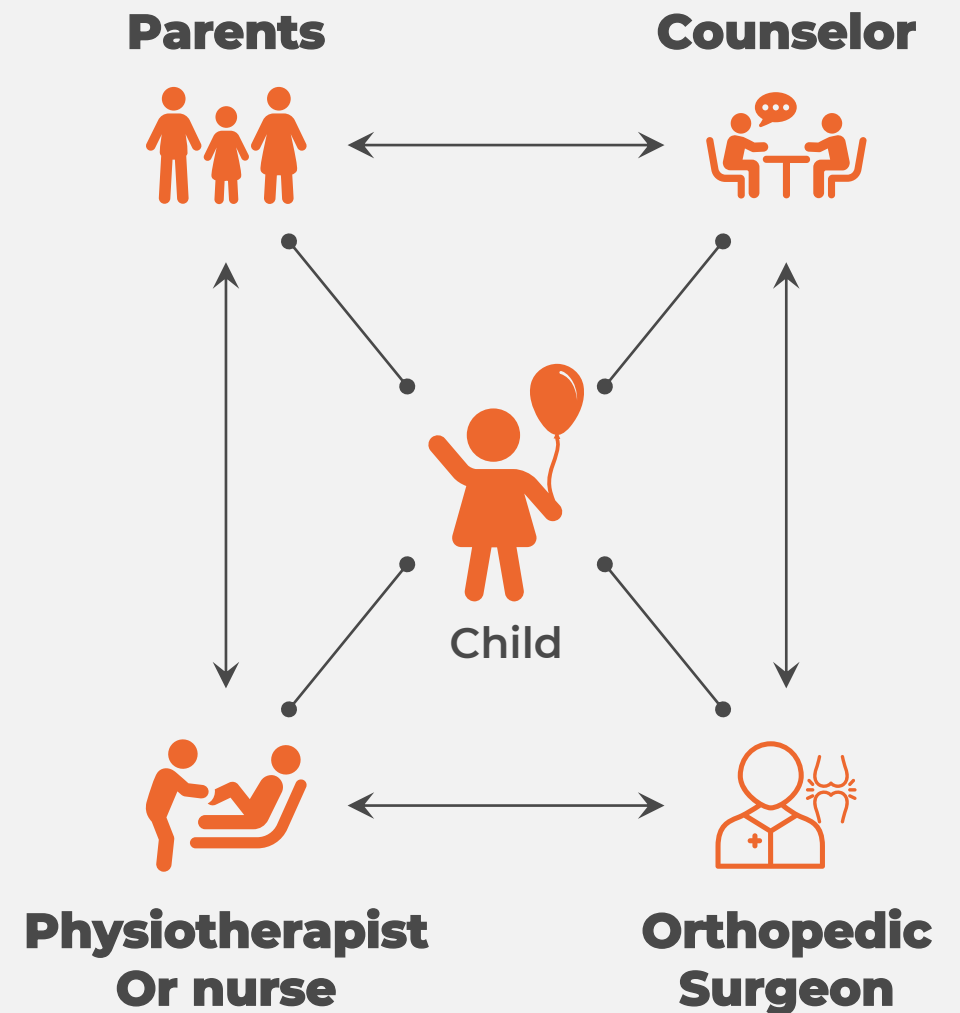 Parents
Counselor
Child
Physiotherapist
Or nurse
Orthopedic
Surgeon